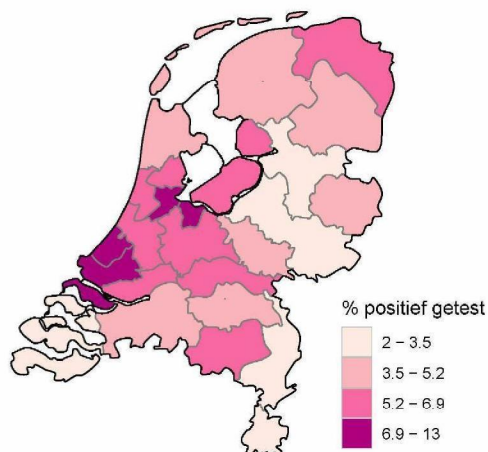 % positief getest
2 – 3.5
3.5 – 5.2
5.2 – 6.9
6.9 – 13